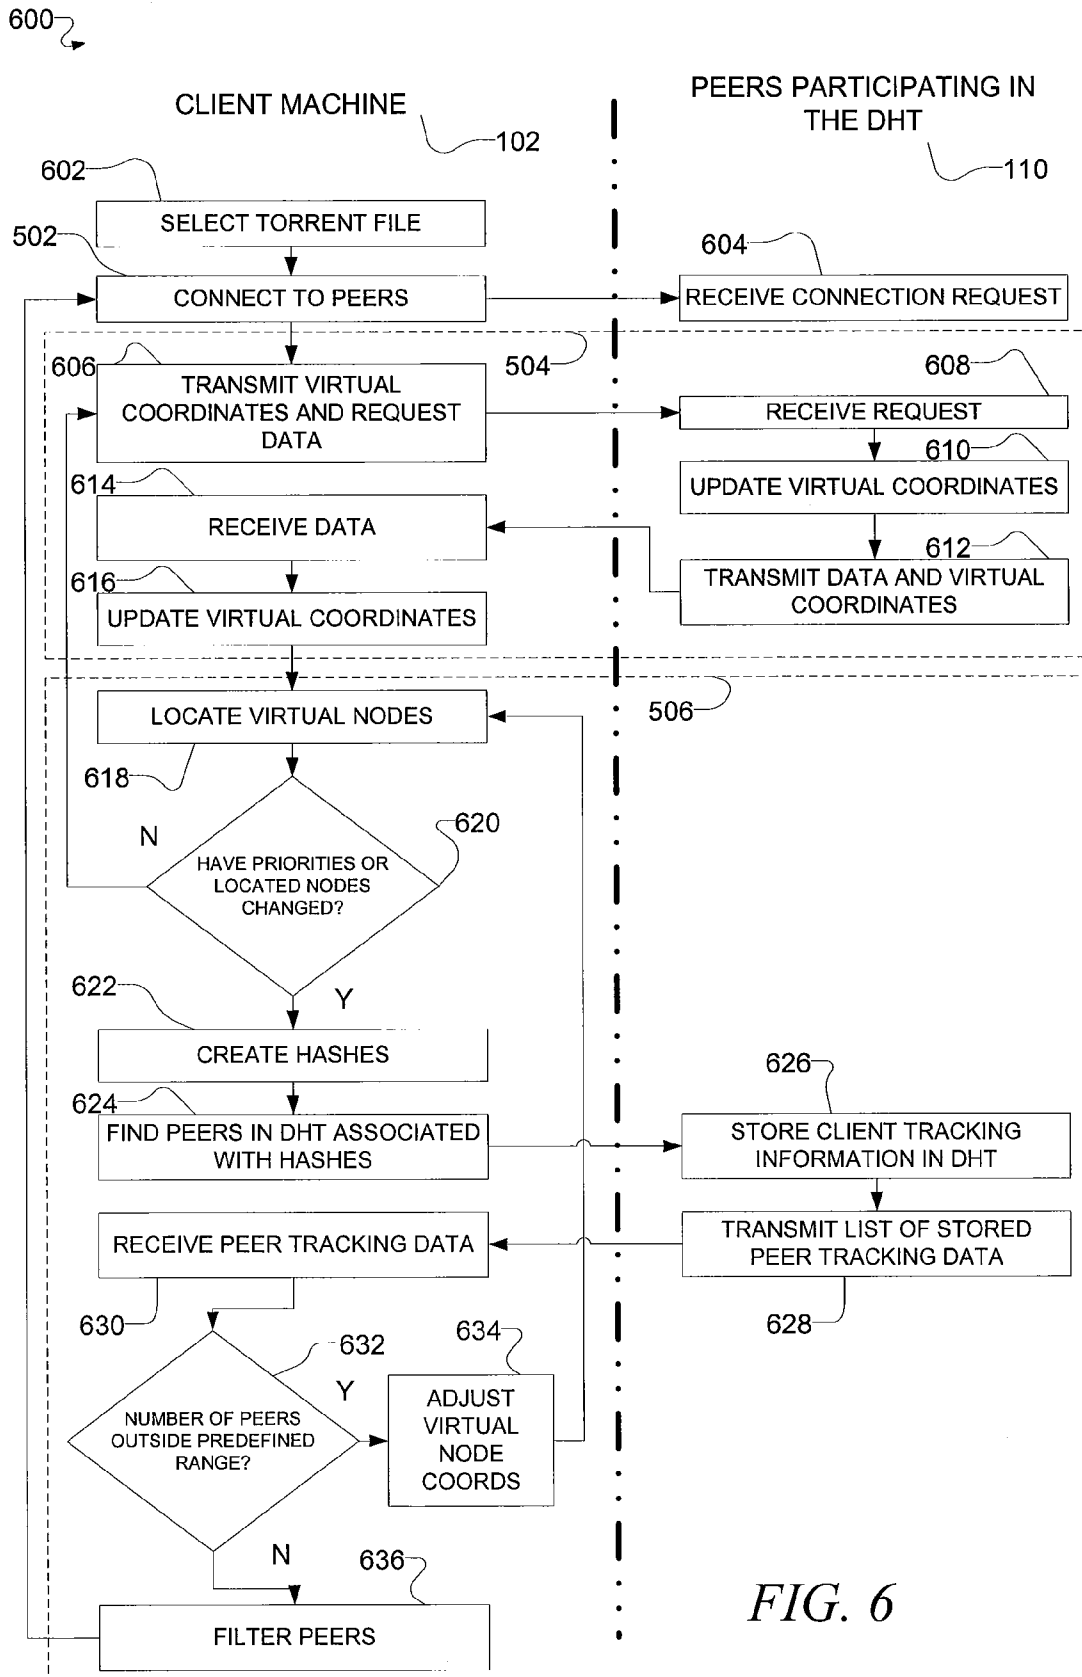 600
CLIENT MACHINE
102
PEERS PARTICIPATING IN
THE DHT
110
602
SELECT TORRENT FILE
502
CONNECT TO PEERS
604
RECEIVE CONNECTION REQUEST
504
606
TRANSMIT VIRTUAL
COORDINATES AND REQUEST
DATA
608
RECEIVE REQUEST
610
UPDATE VIRTUAL COORDINATES
612
TRANSMIT DATA AND VIRTUAL
COORDINATES
614
RECEIVE DATA
616
UPDATE VIRTUAL COORDINATES
506
LOCATE VIRTUAL NODES
618
N
620
HAVE PRIORITIES OR
LOCATED NODES
CHANGED?
Y
622
CREATE HASHES
624
FIND PEERS IN DHT ASSOCIATED
WITH HASHES
626
STORE CLIENT TRACKING
INFORMATION IN DHT
TRANSMIT LIST OF STORED
PEER TRACKING DATA
628
RECEIVE PEER TRACKING DATA
630
632
NUMBER OF PEERS
OUTSIDE PREDEFINED
RANGE?
Y
634
ADJUST
VIRTUAL
NODE
COORDS
N
636
FILTER PEERS
FIG. 6